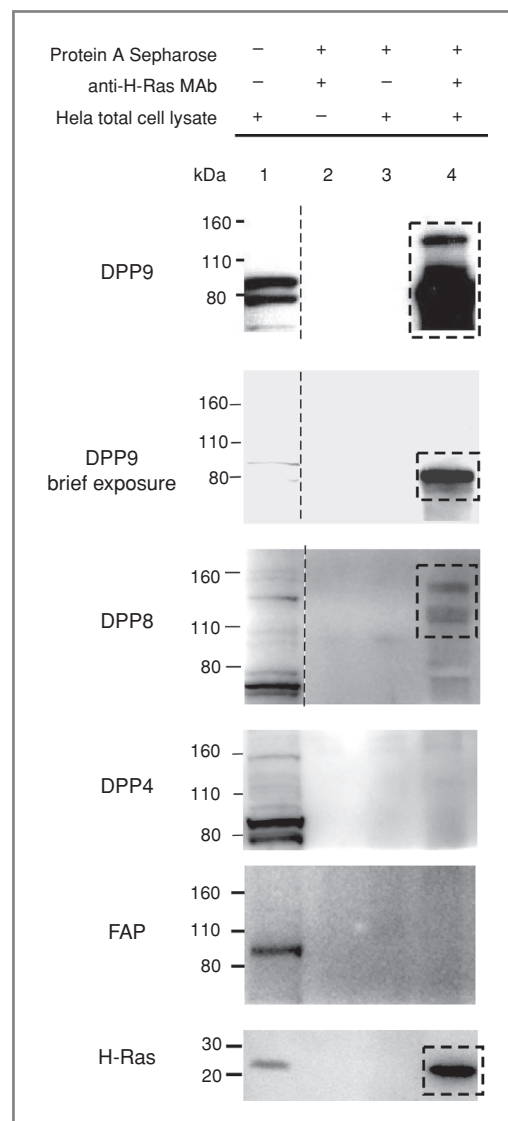 Protein A Sepharose – + + +
anti-H-Ras MAb – + – +
Hela total cell lysate + – + +
kDa 1 2 3 4
160
110
DPP9
80
160
110
DPP9
brief exposure
80
160
DPP8
110
80
160
DPP4
110
80
160
FAP
110
80
30
H-Ras
20